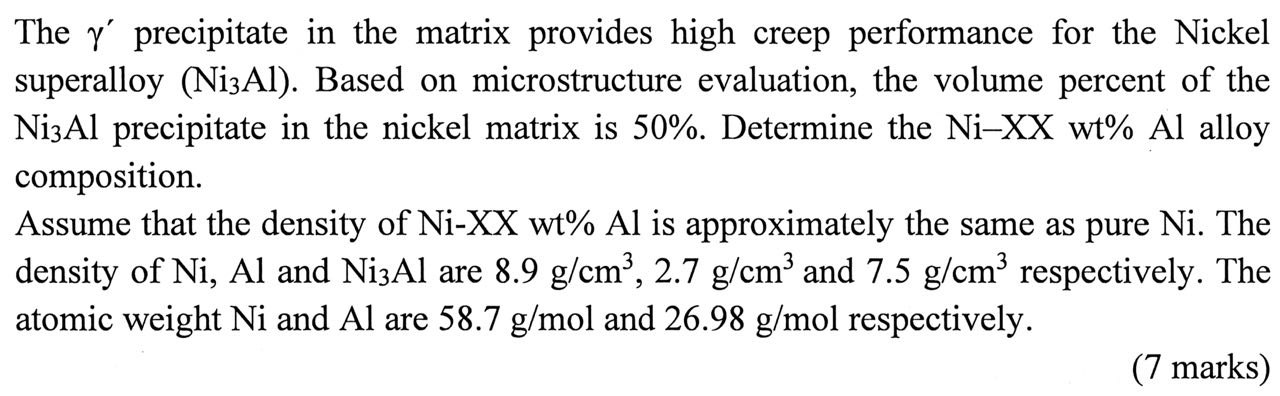 The γ′ precipitate in the matrix provides high creep performance for the Nickel
superalloy (Ni₃Al). Based on microstructure evaluation, the volume percent of the
Ni₃Al precipitate in the nickel matrix is 50%. Determine the Ni–XX wt% Al alloy
composition.
Assume that the density of Ni-XX wt% Al is approximately the same as pure Ni. The
density of Ni, Al and Ni₃Al are 8.9 g/cm³, 2.7 g/cm³ and 7.5 g/cm³ respectively. The
atomic weight Ni and Al are 58.7 g/mol and 26.98 g/mol respectively.
(7 marks)